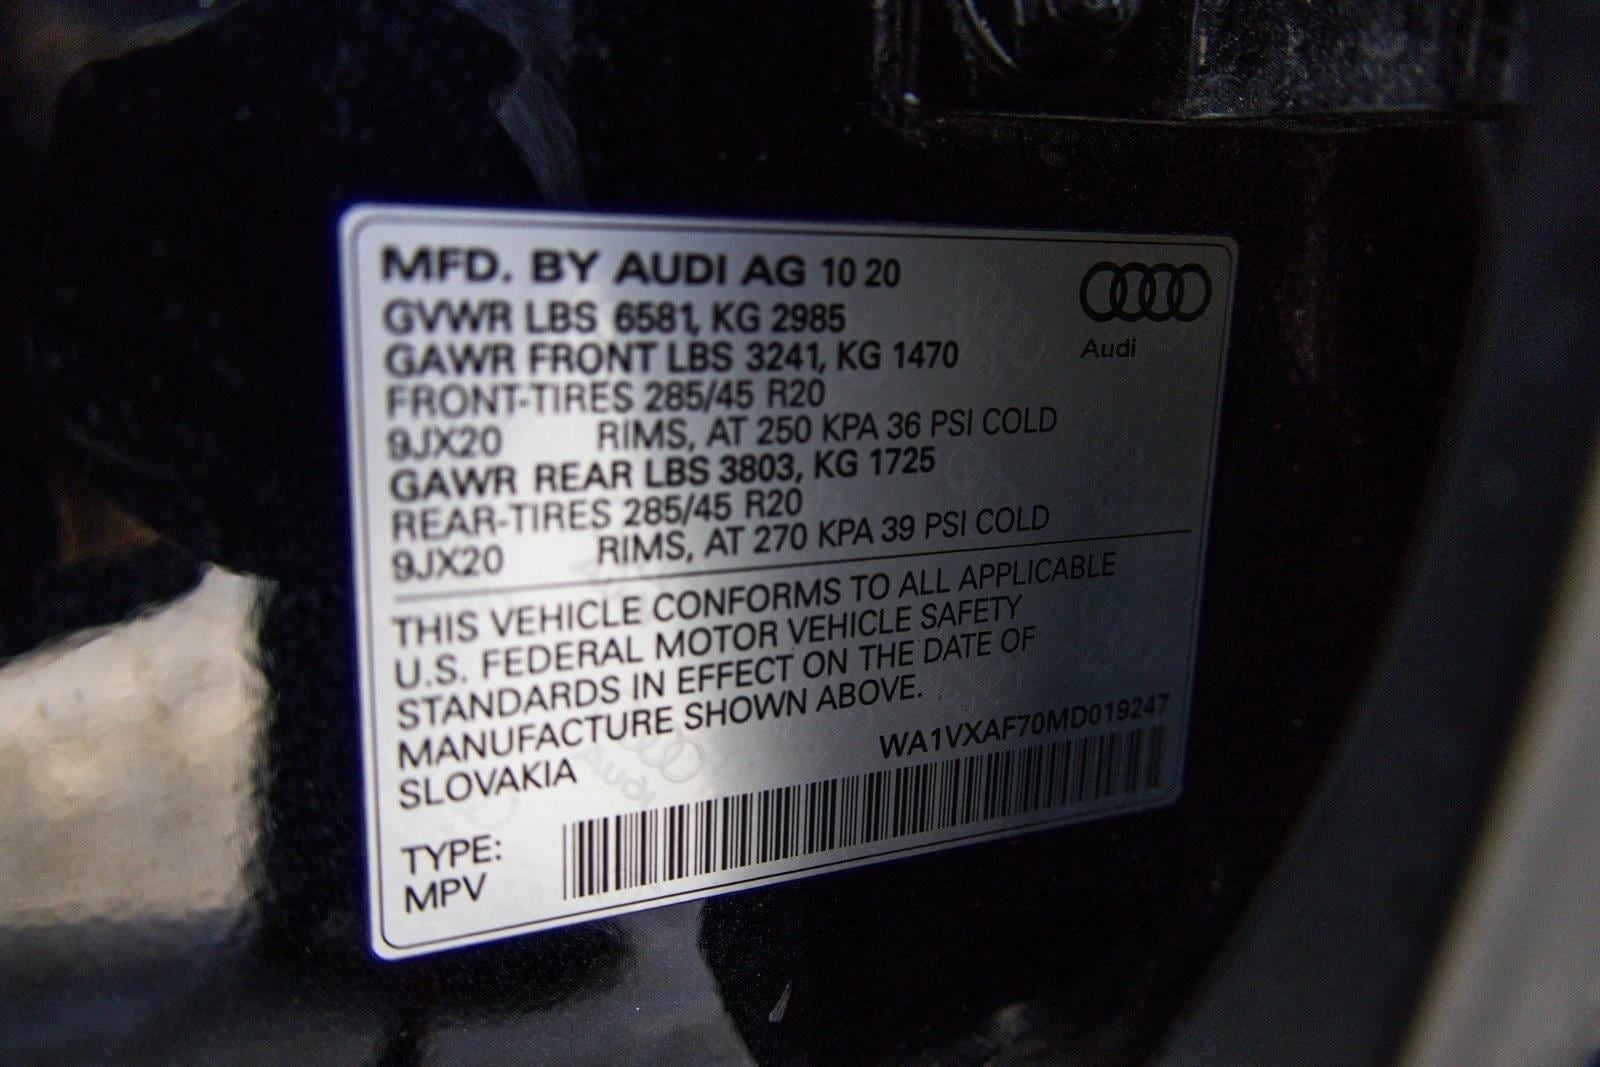 MFD. BY AUDI AG 10 20
GVWR LBS 6581, KG 2985
GAWR FRONT LBS 3241, KG 1470
FRONT-TIRES 285/45 R20
9JX20 RIMS, AT 250 KPA 36 PSI COLD
GAWR REAR LBS 3803, KG 1725
REAR-TIRES 285/45 R20
9JX20 RIMS, AT 270 KPA 39 PSI COLD
Audi
THIS VEHICLE CONFORMS TO ALL APPLICABLE
U.S. FEDERAL MOTOR VEHICLE SAFETY
STANDARDS IN EFFECT ON THE DATE OF
MANUFACTURE SHOWN ABOVE.
SLOVAKIA
WA1VXAF70MD019247
TYPE:
MPV
Audi